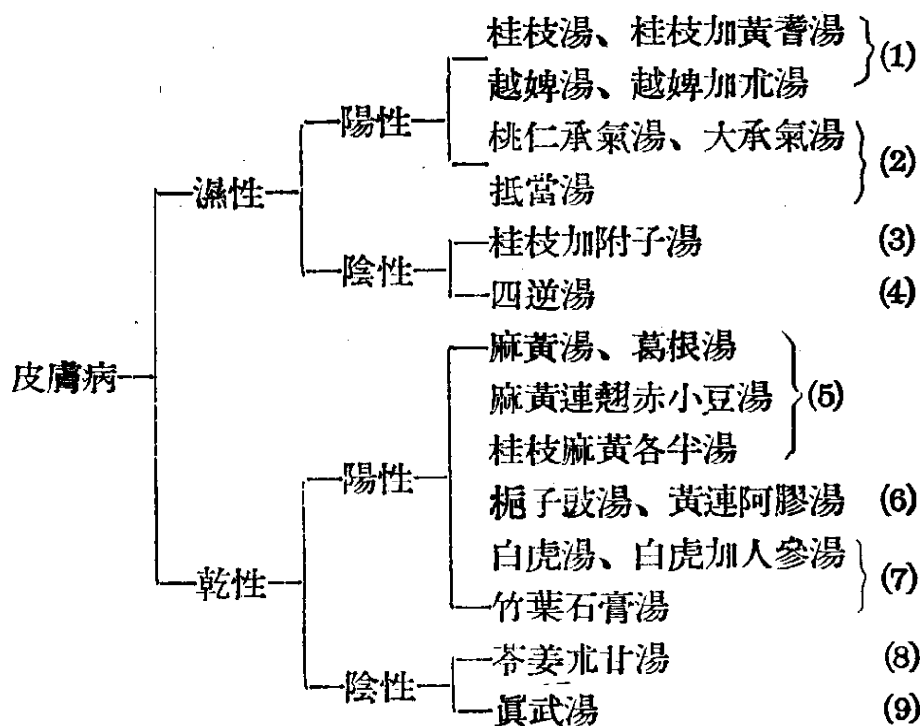 桂枝湯、桂枝加黃耆湯
越婢湯、越婢加朮湯 (1)
陽性
桃仁承氣湯、大承氣湯
抵當湯 (2)
濕性
桂枝加附子湯 (3)
陰性
四逆湯 (4)
皮膚病
麻黃湯、葛根湯
麻黃連翹赤小豆湯 (5)
桂枝麻黃各半湯
陽性
梔子豉湯、黃連阿膠湯 (6)
白虎湯、白虎加人參湯
竹葉石膏湯 (7)
乾性
苓姜朮甘湯 (8)
陰性
眞武湯 (9)